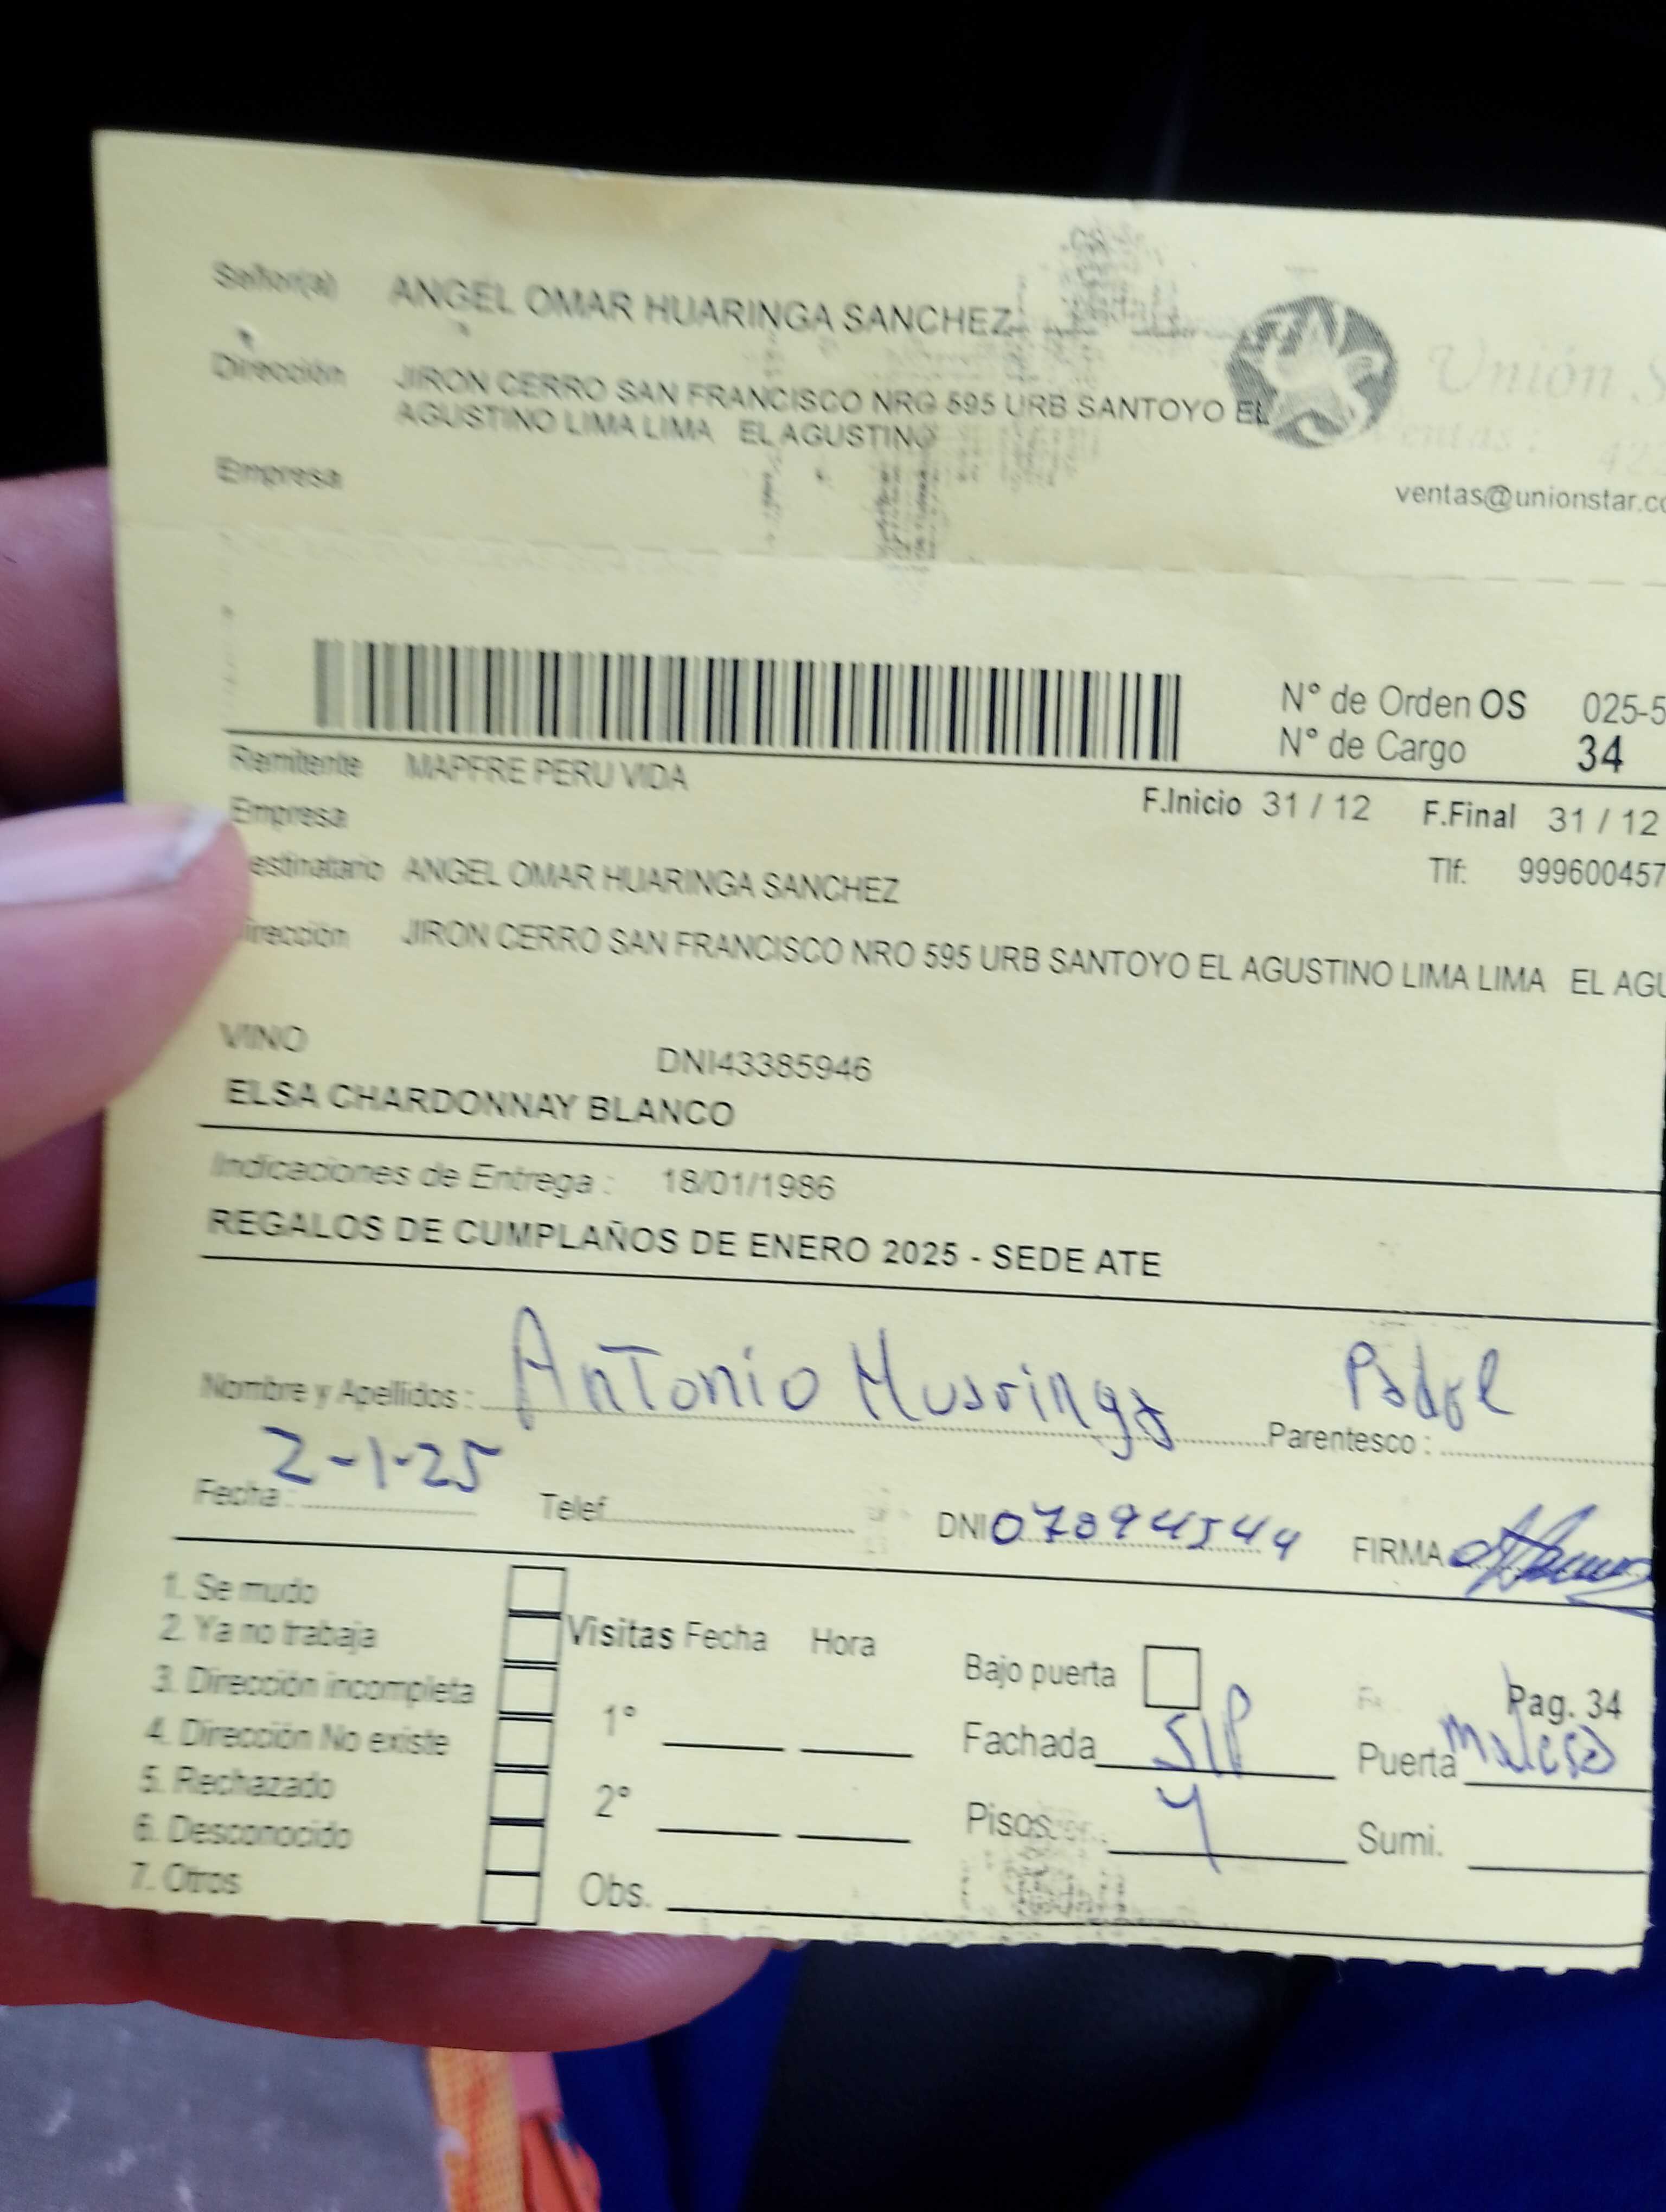 Señor(a) ANGEL OMAR HUARINGA SANCHEZ
Dirección JIRON CERRO SAN FRANCISCO NRO 595 URB SANTOYO EL
AGUSTINO LIMA LIMA EL AGUSTINO
Unión S
Ventas: 422
Empresa
ventas@unionstar.co
N° de Orden OS 025-5
N° de Cargo 34
Remitente MAPFRE PERU VIDA
F.Inicio 31 / 12 F.Final 31 / 12
Empresa
estinatario ANGEL OMAR HUARINGA SANCHEZ
Tlf: 999600457
irección JIRON CERRO SAN FRANCISCO NRO 595 URB SANTOYO EL AGUSTINO LIMA LIMA EL AGU
VINO DNI43385946
ELSA CHARDONNAY BLANCO
Indicaciones de Entrega : 18/01/1986
REGALOS DE CUMPLAÑOS DE ENERO 2025 - SEDE ATE
Nombre y Apellidos : Antonio Huaringa Parentesco : Padre
Fecha : 2-1-25 Telef. DNI 07894544 FIRMA
1. Se mudo
2. Ya no trabaja
3. Dirección incompleta
4. Dirección No existe
5. Rechazado
6. Desconocido
7. Otros
Visitas Fecha Hora
1°
2°
Obs.
Bajo puerta
Pag. 34
Fachada S/P Puerta
Pisos 4 Sumi.